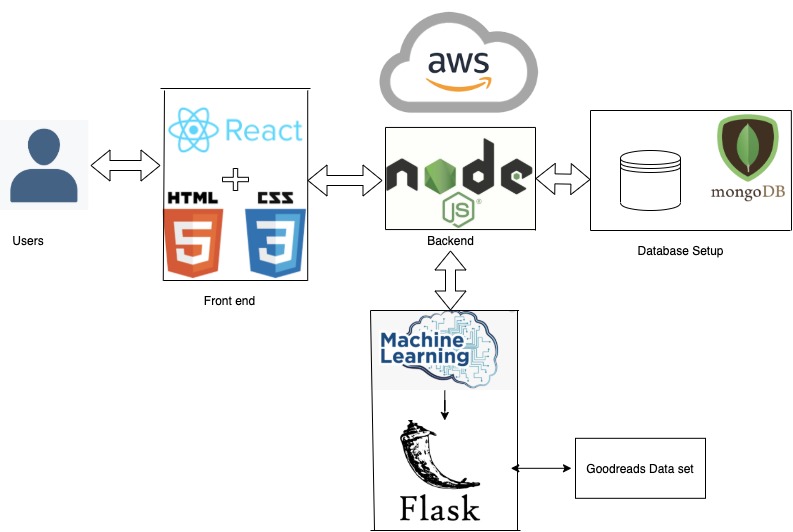 aws
React
HTML
5
CSS
3
node
JS
®
mongoDB
Users
Front end
Backend
Database Setup
Machine
Learning
Flask
Goodreads Data set